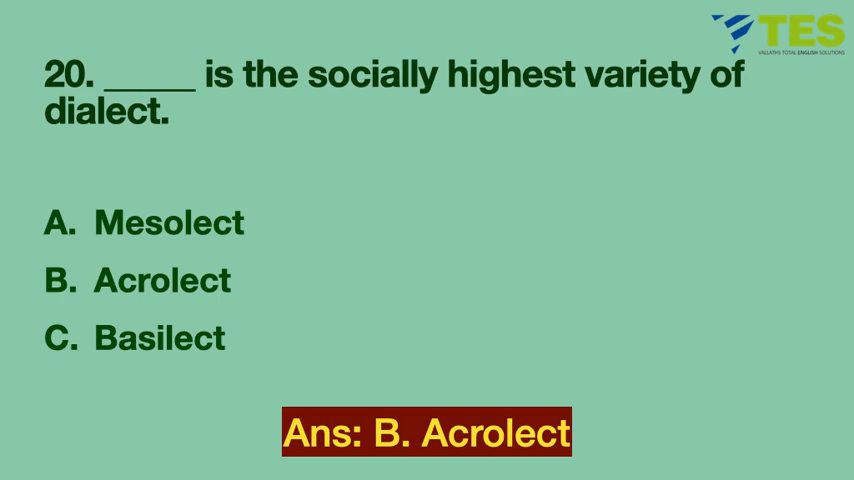 TES
VALLATHS TOTAL ENGLISH SOLUTIONS
20. _____ is the socially highest variety of
dialect.
A. Mesolect
B. Acrolect
C. Basilect
Ans: B. Acrolect